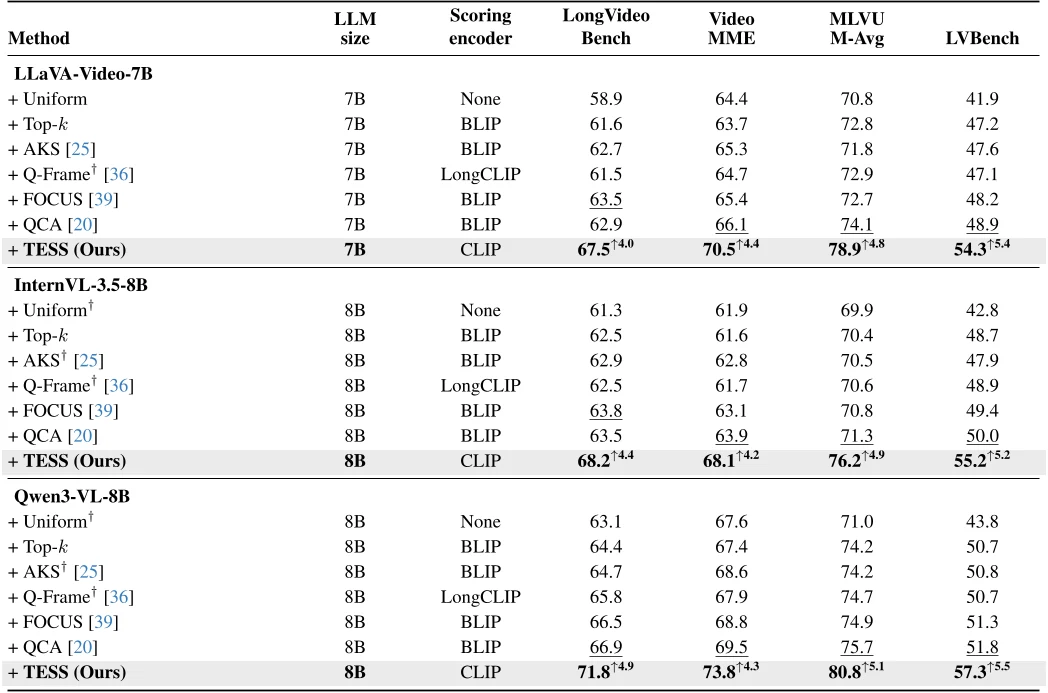 Method LLM size Scoring encoder LongVideo Bench Video MME MLVU M-Avg LVBench
LLaVA-Video-7B
+ Uniform 7B None 58.9 64.4 70.8 41.9
+ Top-k 7B BLIP 61.6 63.7 72.8 47.2
+ AKS [25] 7B BLIP 62.7 65.3 71.8 47.6
+ Q-Frame† [36] 7B LongCLIP 61.5 64.7 72.9 47.1
+ FOCUS [39] 7B BLIP 63.5 65.4 72.7 48.2
+ QCA [20] 7B BLIP 62.9 66.1 74.1 48.9
+ TESS (Ours) 7B CLIP 67.5↑4.0 70.5↑4.4 78.9↑4.8 54.3↑5.4
InternVL-3.5-8B
+ Uniform† 8B None 61.3 61.9 69.9 42.8
+ Top-k 8B BLIP 62.5 61.6 70.4 48.7
+ AKS† [25] 8B BLIP 62.9 62.8 70.5 47.9
+ Q-Frame† [36] 8B LongCLIP 62.5 61.7 70.6 48.9
+ FOCUS [39] 8B BLIP 63.8 63.1 70.8 49.4
+ QCA [20] 8B BLIP 63.5 63.9 71.3 50.0
+ TESS (Ours) 8B CLIP 68.2↑4.4 68.1↑4.2 76.2↑4.9 55.2↑5.2
Qwen3-VL-8B
+ Uniform† 8B None 63.1 67.6 71.0 43.8
+ Top-k 8B BLIP 64.4 67.4 74.2 50.7
+ AKS† [25] 8B BLIP 64.7 68.6 74.2 50.8
+ Q-Frame† [36] 8B LongCLIP 65.8 67.9 74.7 50.7
+ FOCUS [39] 8B BLIP 66.5 68.8 74.9 51.3
+ QCA [20] 8B BLIP 66.9 69.5 75.7 51.8
+ TESS (Ours) 8B CLIP 71.8↑4.9 73.8↑4.3 80.8↑5.1 57.3↑5.5